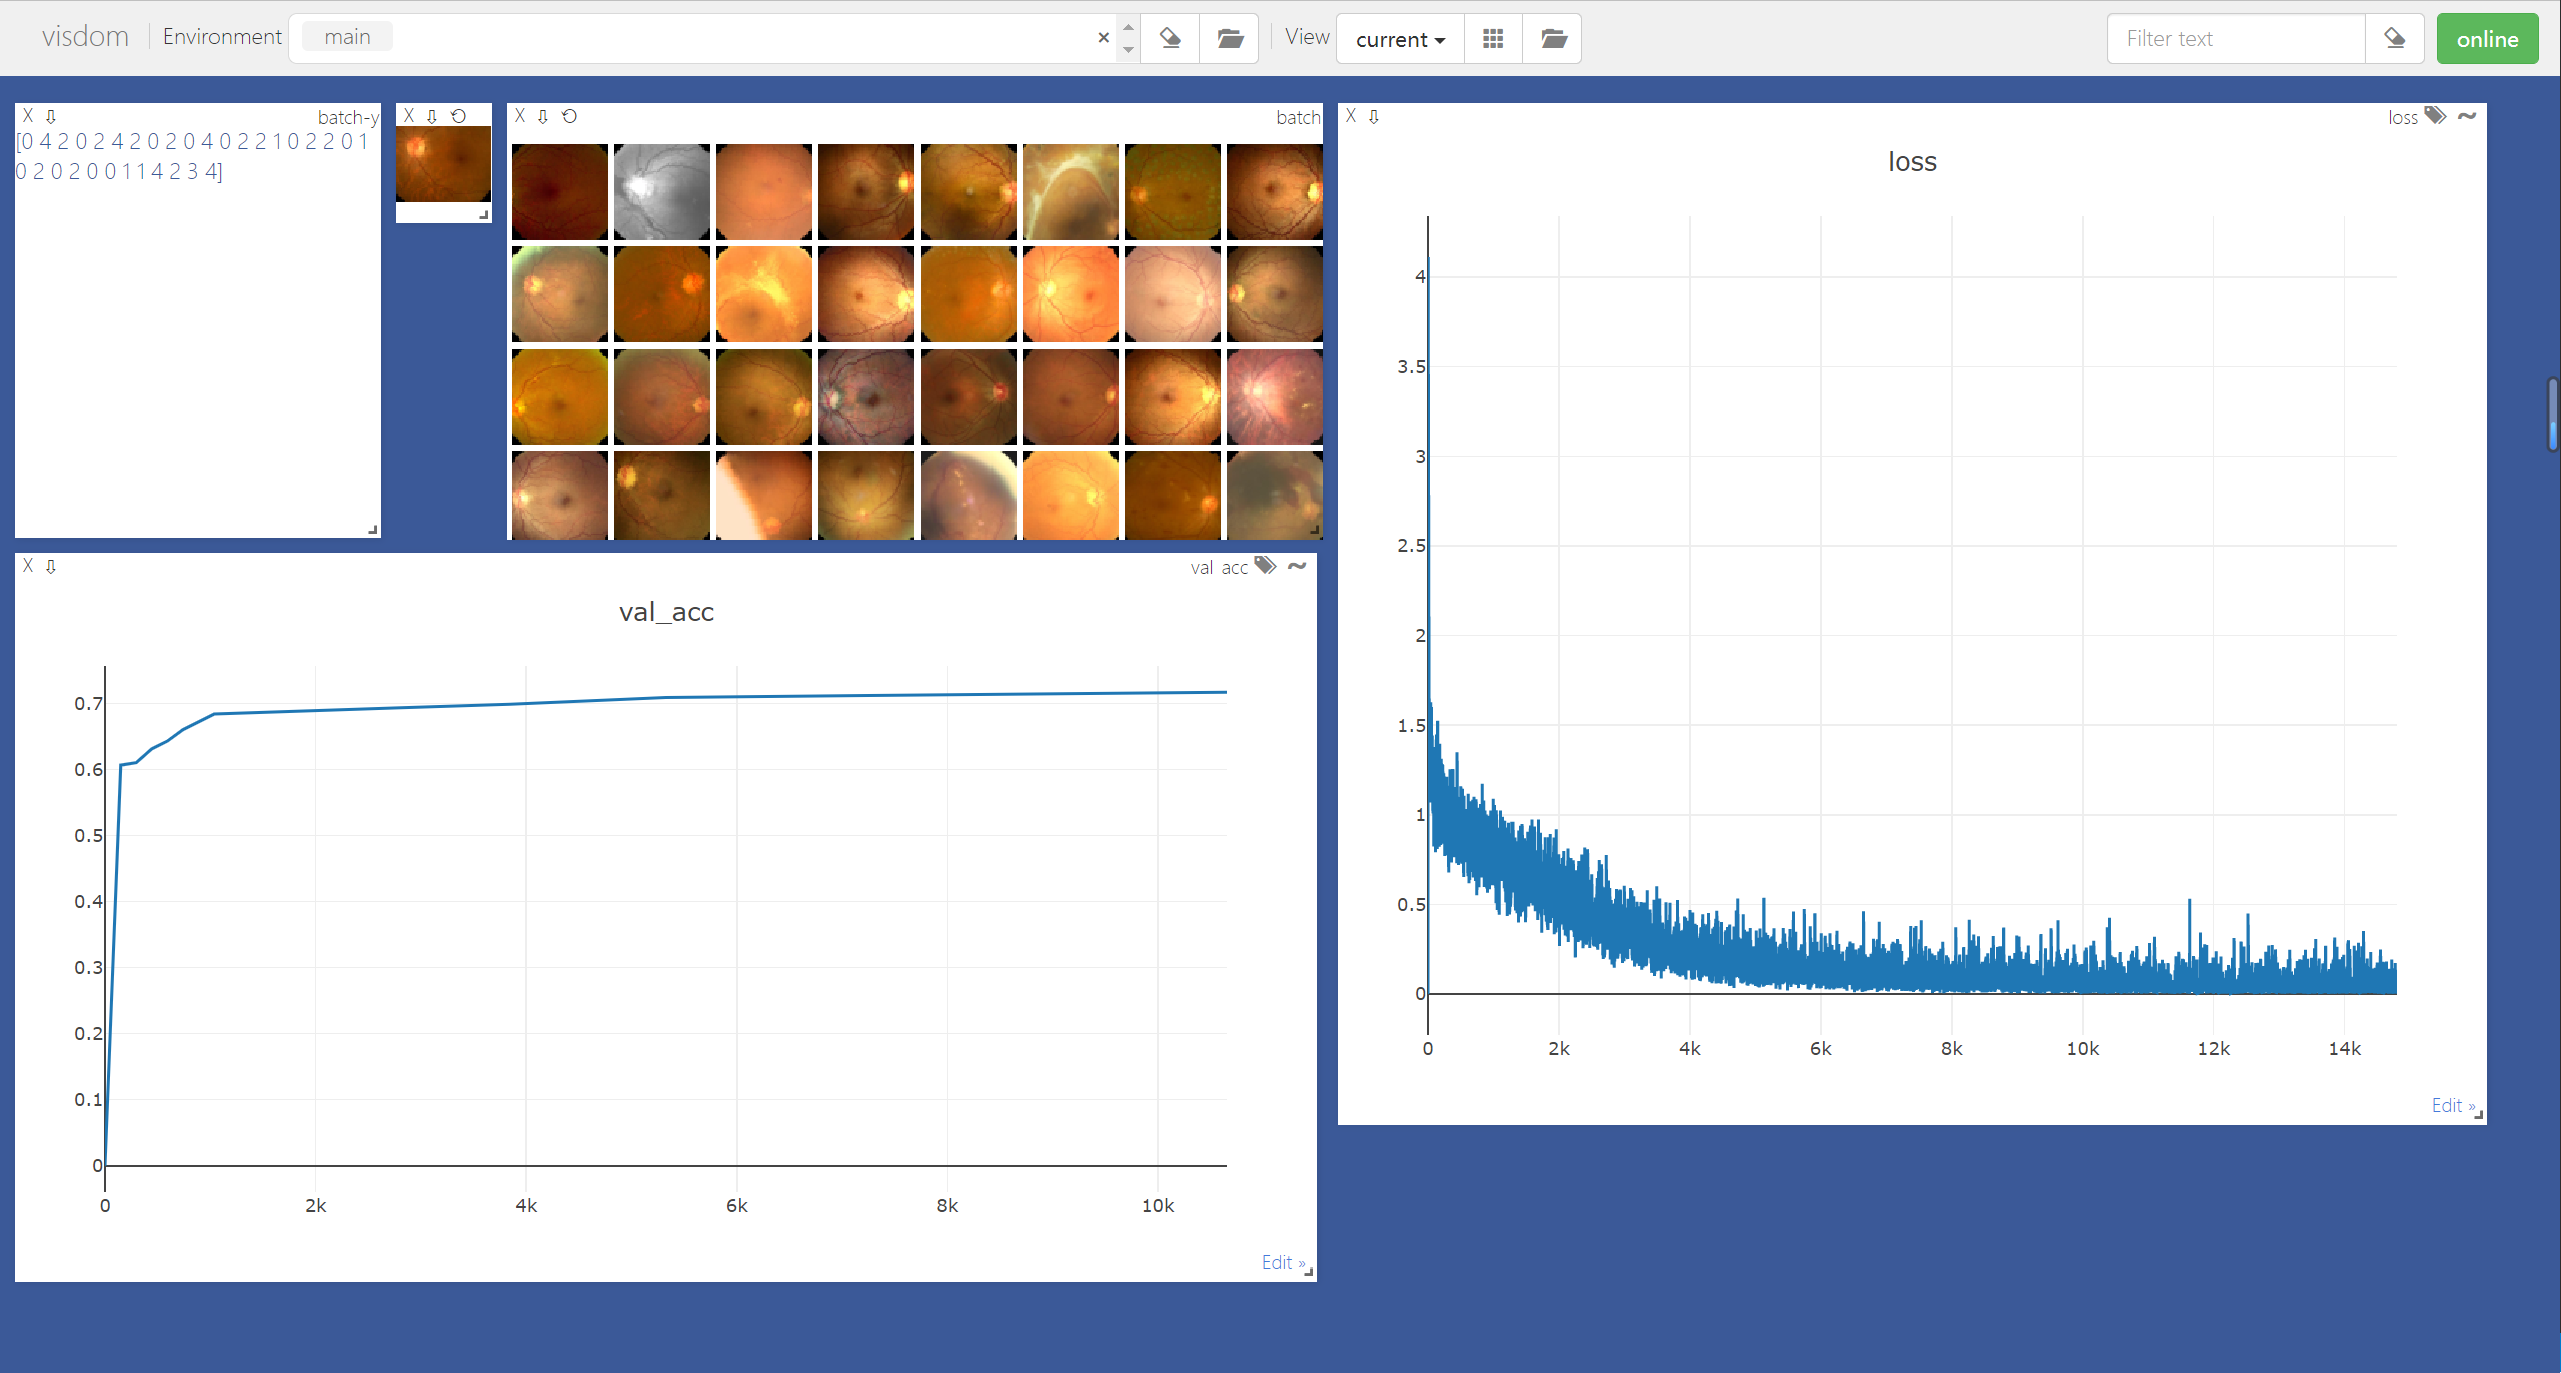 visdom Environment main × View current Filter text online
X batch-y
[0 4 2 0 2 4 2 0 2 0 4 0 2 2 1 0 2 2 0 1
0 2 0 2 0 0 1 1 4 2 3 4]
X
X batch
X loss
loss
4
3.5
3
2.5
2
1.5
1
0.5
0
0 2k 4k 6k 8k 10k 12k 14k
Edit »
X val_acc
val_acc
0.7
0.6
0.5
0.4
0.3
0.2
0.1
0
0 2k 4k 6k 8k 10k
Edit »